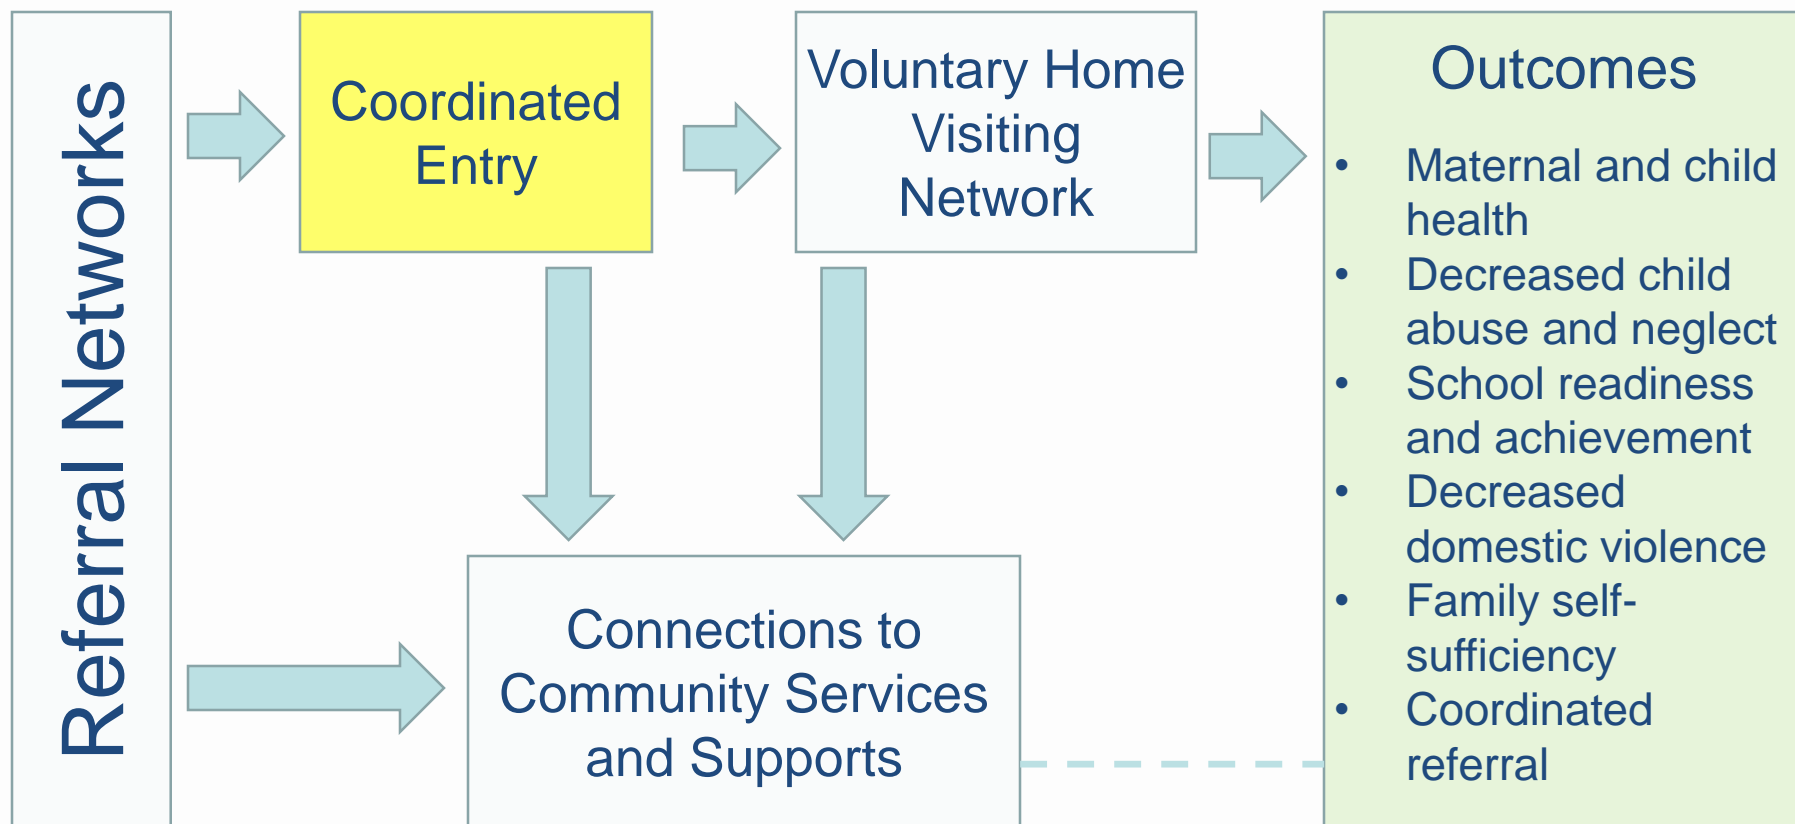 Referral Networks
Coordinated
Entry
Voluntary Home
Visiting
Network
Connections to
Community Services
and Supports
Outcomes
• Maternal and child
health
• Decreased child
abuse and neglect
• School readiness
and achievement
• Decreased
domestic violence
• Family self-
sufficiency
• Coordinated
referral